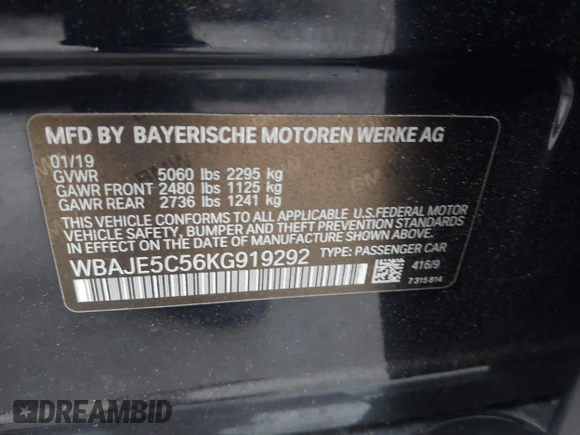 MFD BY BAYERISCHE MOTOREN WERKE AG
01/19
GVWR 5060 lbs 2295 kg
GAWR FRONT 2480 lbs 1125 kg
GAWR REAR 2736 lbs 1241 kg
THIS VEHICLE CONFORMS TO ALL APPLICABLE U.S.FEDERAL MOTOR
VEHICLE SAFETY, BUMPER AND THEFT PREVENTION STANDARDS
IN EFFECT ON THE DATE OF MANUFACTURE SHOWN ABOVE.
WBAJE5C56KG919292 TYPE: PASSENGER CAR
416/9
7315814
BMW
BMW
DREAMBID